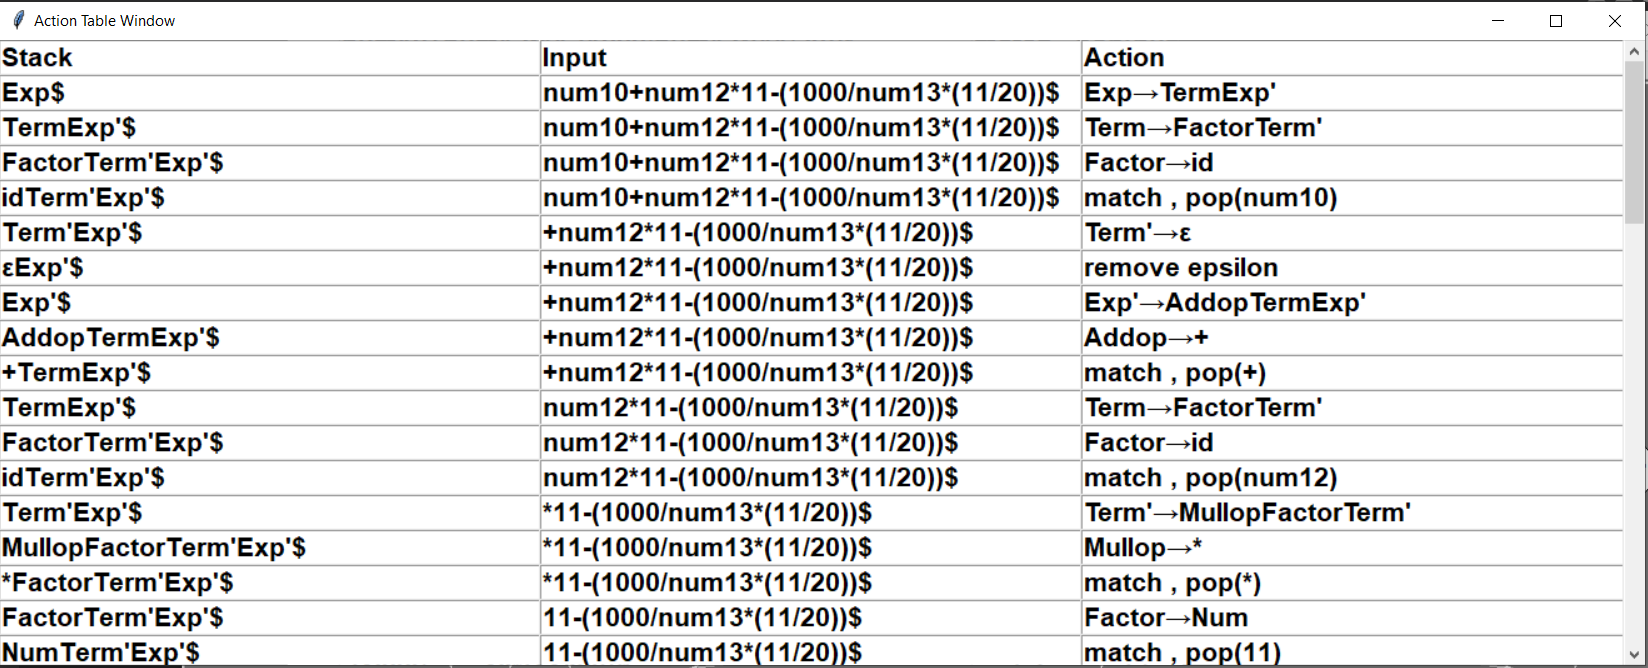 Action Table Window
Stack Input Action
Exp$ num10+num12*11-(1000/num13*(11/20))$ Exp→TermExp'
TermExp'$ num10+num12*11-(1000/num13*(11/20))$ Term→FactorTerm'
FactorTerm'Exp'$ num10+num12*11-(1000/num13*(11/20))$ Factor→id
idTerm'Exp'$ num10+num12*11-(1000/num13*(11/20))$ match , pop(num10)
Term'Exp'$ +num12*11-(1000/num13*(11/20))$ Term'→ε
εExp'$ +num12*11-(1000/num13*(11/20))$ remove epsilon
Exp'$ +num12*11-(1000/num13*(11/20))$ Exp'→AddopTermExp'
AddopTermExp'$ +num12*11-(1000/num13*(11/20))$ Addop→+
+TermExp'$ +num12*11-(1000/num13*(11/20))$ match , pop(+)
TermExp'$ num12*11-(1000/num13*(11/20))$ Term→FactorTerm'
FactorTerm'Exp'$ num12*11-(1000/num13*(11/20))$ Factor→id
idTerm'Exp'$ num12*11-(1000/num13*(11/20))$ match , pop(num12)
Term'Exp'$ *11-(1000/num13*(11/20))$ Term'→MullopFactorTerm'
MullopFactorTerm'Exp'$ *11-(1000/num13*(11/20))$ Mullop→*
*FactorTerm'Exp'$ *11-(1000/num13*(11/20))$ match , pop(*)
FactorTerm'Exp'$ 11-(1000/num13*(11/20))$ Factor→Num
NumTerm'Exp'$ 11-(1000/num13*(11/20))$ match , pop(11)